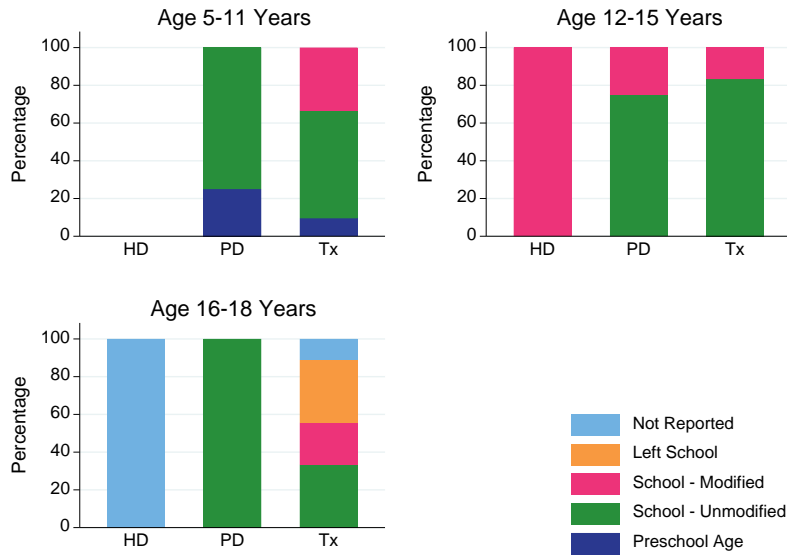 Age 5-11 Years
Percentage
100
80
60
40
20
0
HD PD Tx
Age 12-15 Years
Percentage
100
80
60
40
20
0
HD PD Tx
Age 16-18 Years
Percentage
100
80
60
40
20
0
HD PD Tx
Not Reported
Left School
School - Modified
School - Unmodified
Preschool Age